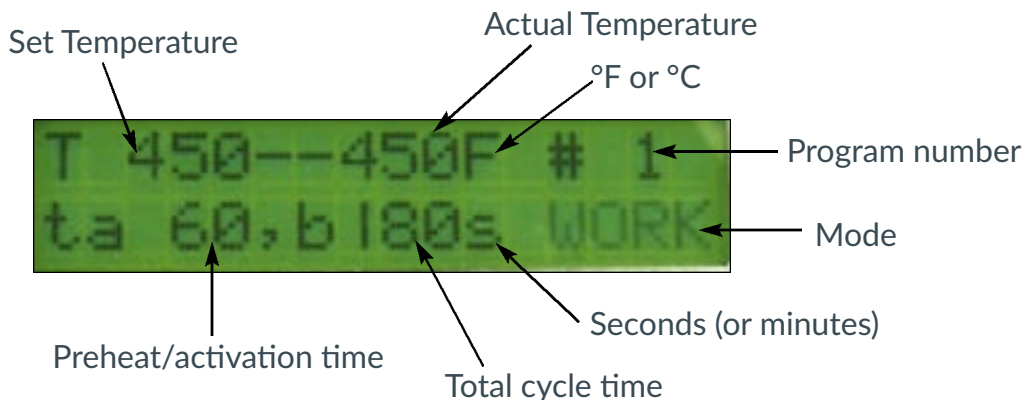 Actual Temperature
Set Temperature
°F or °C
T 450--450F # 1
Program number
ta 60,b180s WORK
Mode
Seconds (or minutes)
Preheat/activation time
Total cycle time